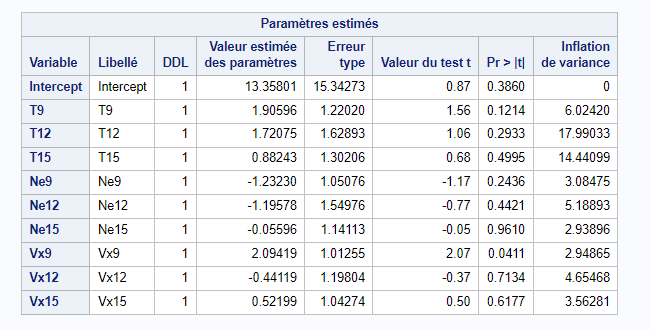 Paramètres estimés
Variable Libellé DDL Valeur estimée des paramètres Erreur type Valeur du test t Pr > |t| Inflation de variance
Intercept Intercept 1 13.35801 15.34273 0.87 0.3860 0
T9 T9 1 1.90596 1.22020 1.56 0.1214 6.02420
T12 T12 1 1.72075 1.62893 1.06 0.2933 17.99033
T15 T15 1 0.88243 1.30206 0.68 0.4995 14.44099
Ne9 Ne9 1 -1.23230 1.05076 -1.17 0.2436 3.08475
Ne12 Ne12 1 -1.19578 1.54976 -0.77 0.4421 5.18893
Ne15 Ne15 1 -0.05596 1.14113 -0.05 0.9610 2.93896
Vx9 Vx9 1 2.09419 1.01255 2.07 0.0411 2.94865
Vx12 Vx12 1 -0.44119 1.19804 -0.37 0.7134 4.65468
Vx15 Vx15 1 0.52199 1.04274 0.50 0.6177 3.56281